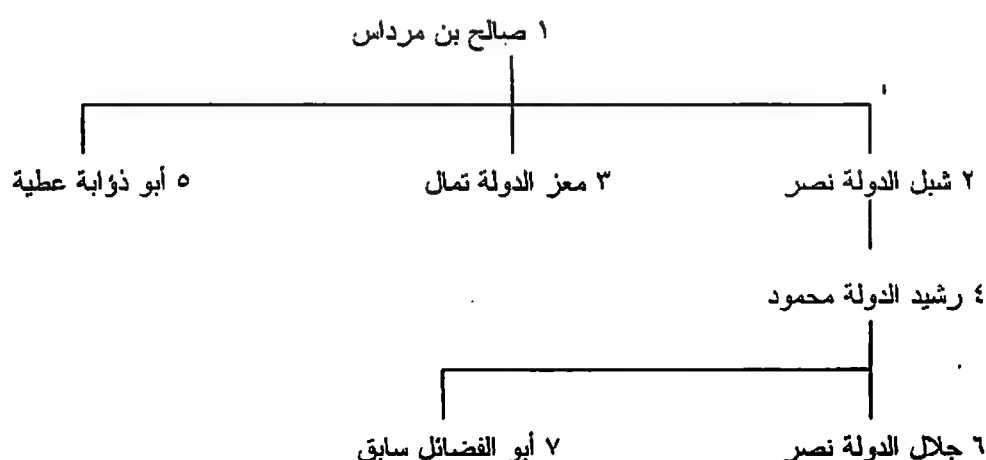 ١ صالح بن مرداس
٢ شبل الدولة نصر ٣ معز الدولة تمال ٥ أبو ذؤابة عطية
٤ رشيد الدولة محمود
٦ جلال الدولة نصر ٧ أبو الفضائل سابق